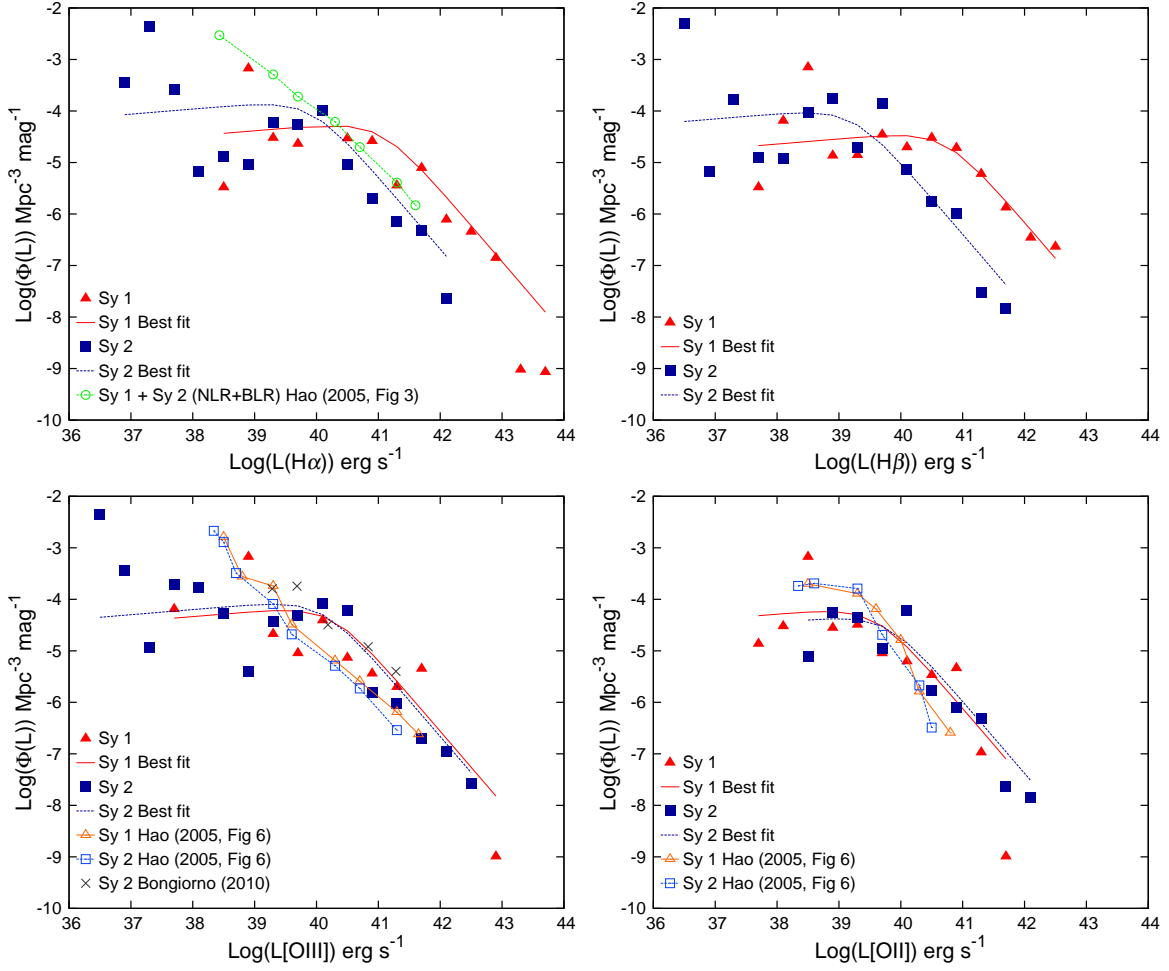 -2
-3
-4
-5
-6
-7
-8
-9
-10
Log(Φ(L)) Mpc⁻³ mag⁻¹
Sy 1
Sy 1 Best fit
Sy 2
Sy 2 Best fit
Sy 1 + Sy 2 (NLR+BLR) Hao (2005, Fig 3)
36 37 38 39 40 41 42 43 44
Log(L(Hα)) erg s⁻¹
-2
-3
-4
-5
-6
-7
-8
-9
-10
Log(Φ(L)) Mpc⁻³ mag⁻¹
Sy 1
Sy 1 Best fit
Sy 2
Sy 2 Best fit
36 37 38 39 40 41 42 43 44
Log(L(Hβ)) erg s⁻¹
-2
-3
-4
-5
-6
-7
-8
-9
-10
Log(Φ(L)) Mpc⁻³ mag⁻¹
Sy 1
Sy 1 Best fit
Sy 2
Sy 2 Best fit
Sy 1 Hao (2005, Fig 6)
Sy 2 Hao (2005, Fig 6)
Sy 2 Bongiorno (2010)
36 37 38 39 40 41 42 43 44
Log(L[OIII]) erg s⁻¹
-2
-3
-4
-5
-6
-7
-8
-9
-10
Log(Φ(L)) Mpc⁻³ mag⁻¹
Sy 1
Sy 1 Best fit
Sy 2
Sy 2 Best fit
Sy 1 Hao (2005, Fig 6)
Sy 2 Hao (2005, Fig 6)
36 37 38 39 40 41 42 43 44
Log(L[OII]) erg s⁻¹